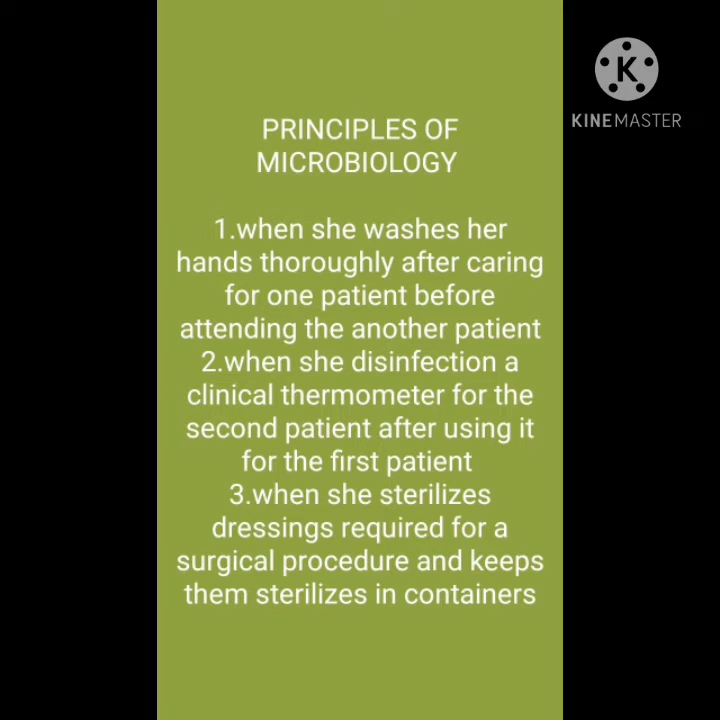 PRINCIPLES OF
MICROBIOLOGY
1.when she washes her
hands thoroughly after caring
for one patient before
attending the another patient
2.when she disinfection a
clinical thermometer for the
second patient after using it
for the first patient
3.when she sterilizes
dressings required for a
surgical procedure and keeps
them sterilizes in containers
K
KINEMASTER